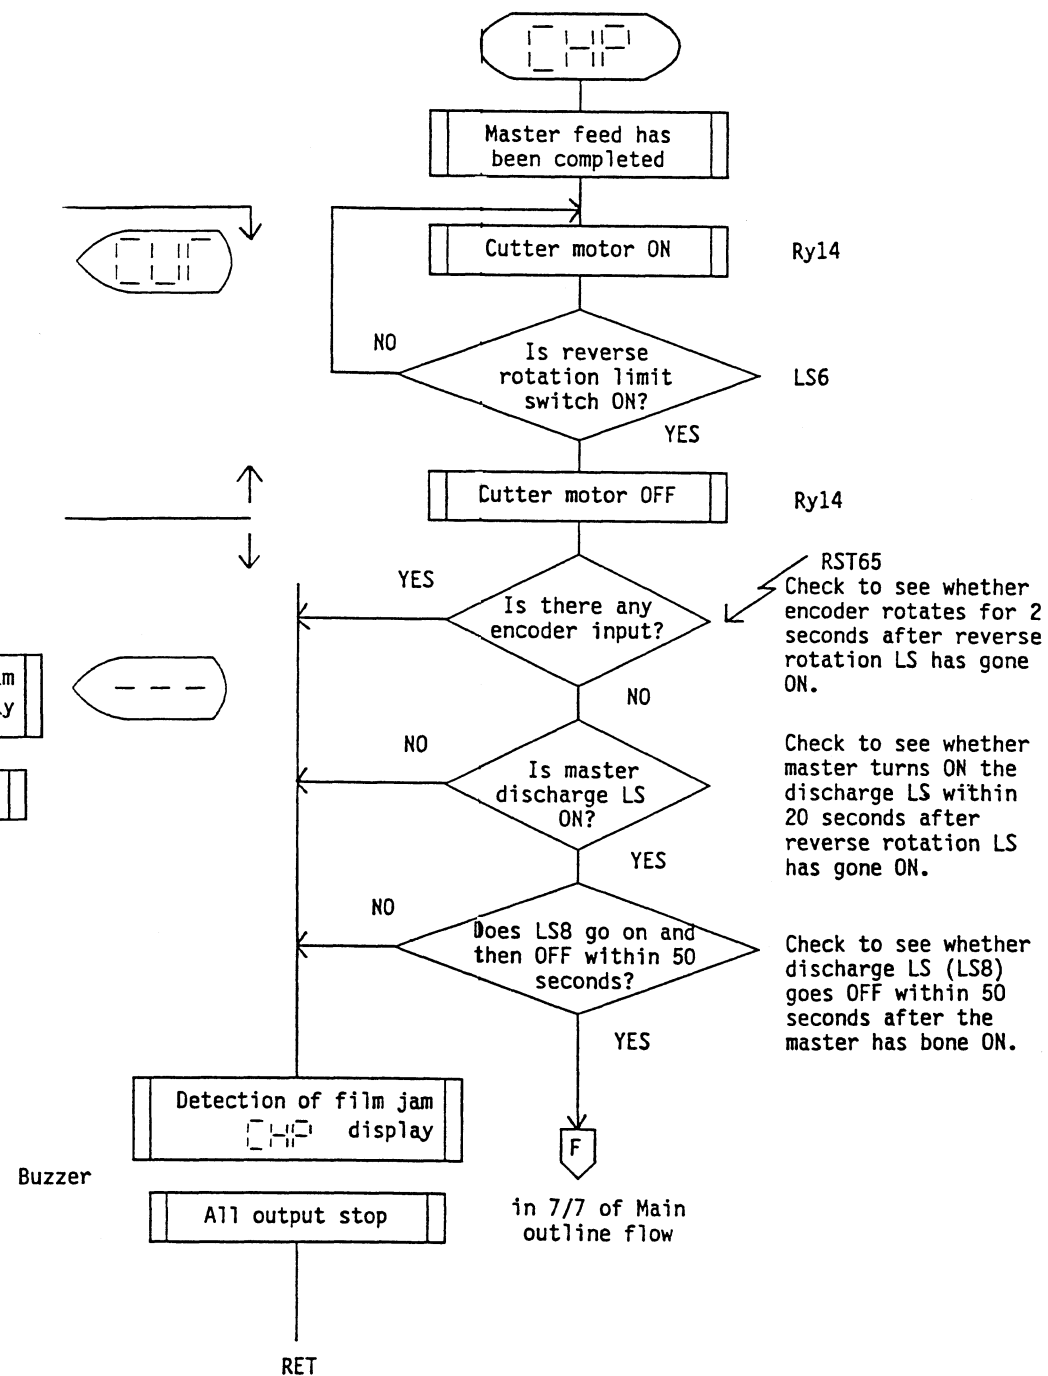 CHP
Master feed has
been completed
Cutter motor ON
Ry14
CUT
NO
Is reverse
rotation limit
switch ON?
LS6
YES
Cutter motor OFF
Ry14
RST65
Check to see whether
encoder rotates for 2
seconds after reverse
rotation LS has gone
ON.
YES
Is there any
encoder input?
NO
am
y
- - -
NO
Is master
discharge LS
ON?
YES
Check to see whether
master turns ON the
discharge LS within
20 seconds after
reverse rotation LS
has gone ON.
NO
Does LS8 go on and
then OFF within 50
seconds?
YES
Check to see whether
discharge LS (LS8)
goes OFF within 50
seconds after the
master has bone ON.
Detection of film jam
CHP display
F
Buzzer
All output stop
in 7/7 of Main
outline flow
RET